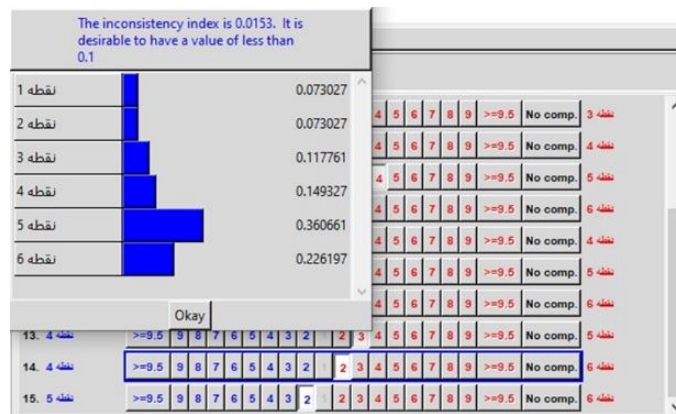 The inconsistency index is 0.0153. It is
desirable to have a value of less than
0.1
نقطه 1 0.073027
نقطه 2 0.073027
نقطه 3 0.117761
نقطه 4 0.149327
نقطه 5 0.360661
نقطه 6 0.226197
Okay
4 5 6 7 8 9 >=9.5 No comp. نقطه 3
4 5 6 7 8 9 >=9.5 No comp. نقطه 4
4 5 6 7 8 9 >=9.5 No comp. نقطه 5
4 5 6 7 8 9 >=9.5 No comp. نقطه 6
4 5 6 7 8 9 >=9.5 No comp. نقطه 4
4 5 6 7 8 9 >=9.5 No comp. نقطه 5
4 5 6 7 8 9 >=9.5 No comp. نقطه 6
13. نقطه 4 >=9.5 9 8 7 6 5 4 3 2 1 2 3 4 5 6 7 8 9 >=9.5 No comp. نقطه 5
14. نقطه 4 >=9.5 9 8 7 6 5 4 3 2 1 2 3 4 5 6 7 8 9 >=9.5 No comp. نقطه 6
15. نقطه 5 >=9.5 9 8 7 6 5 4 3 2 1 2 3 4 5 6 7 8 9 >=9.5 No comp. نقطه 6